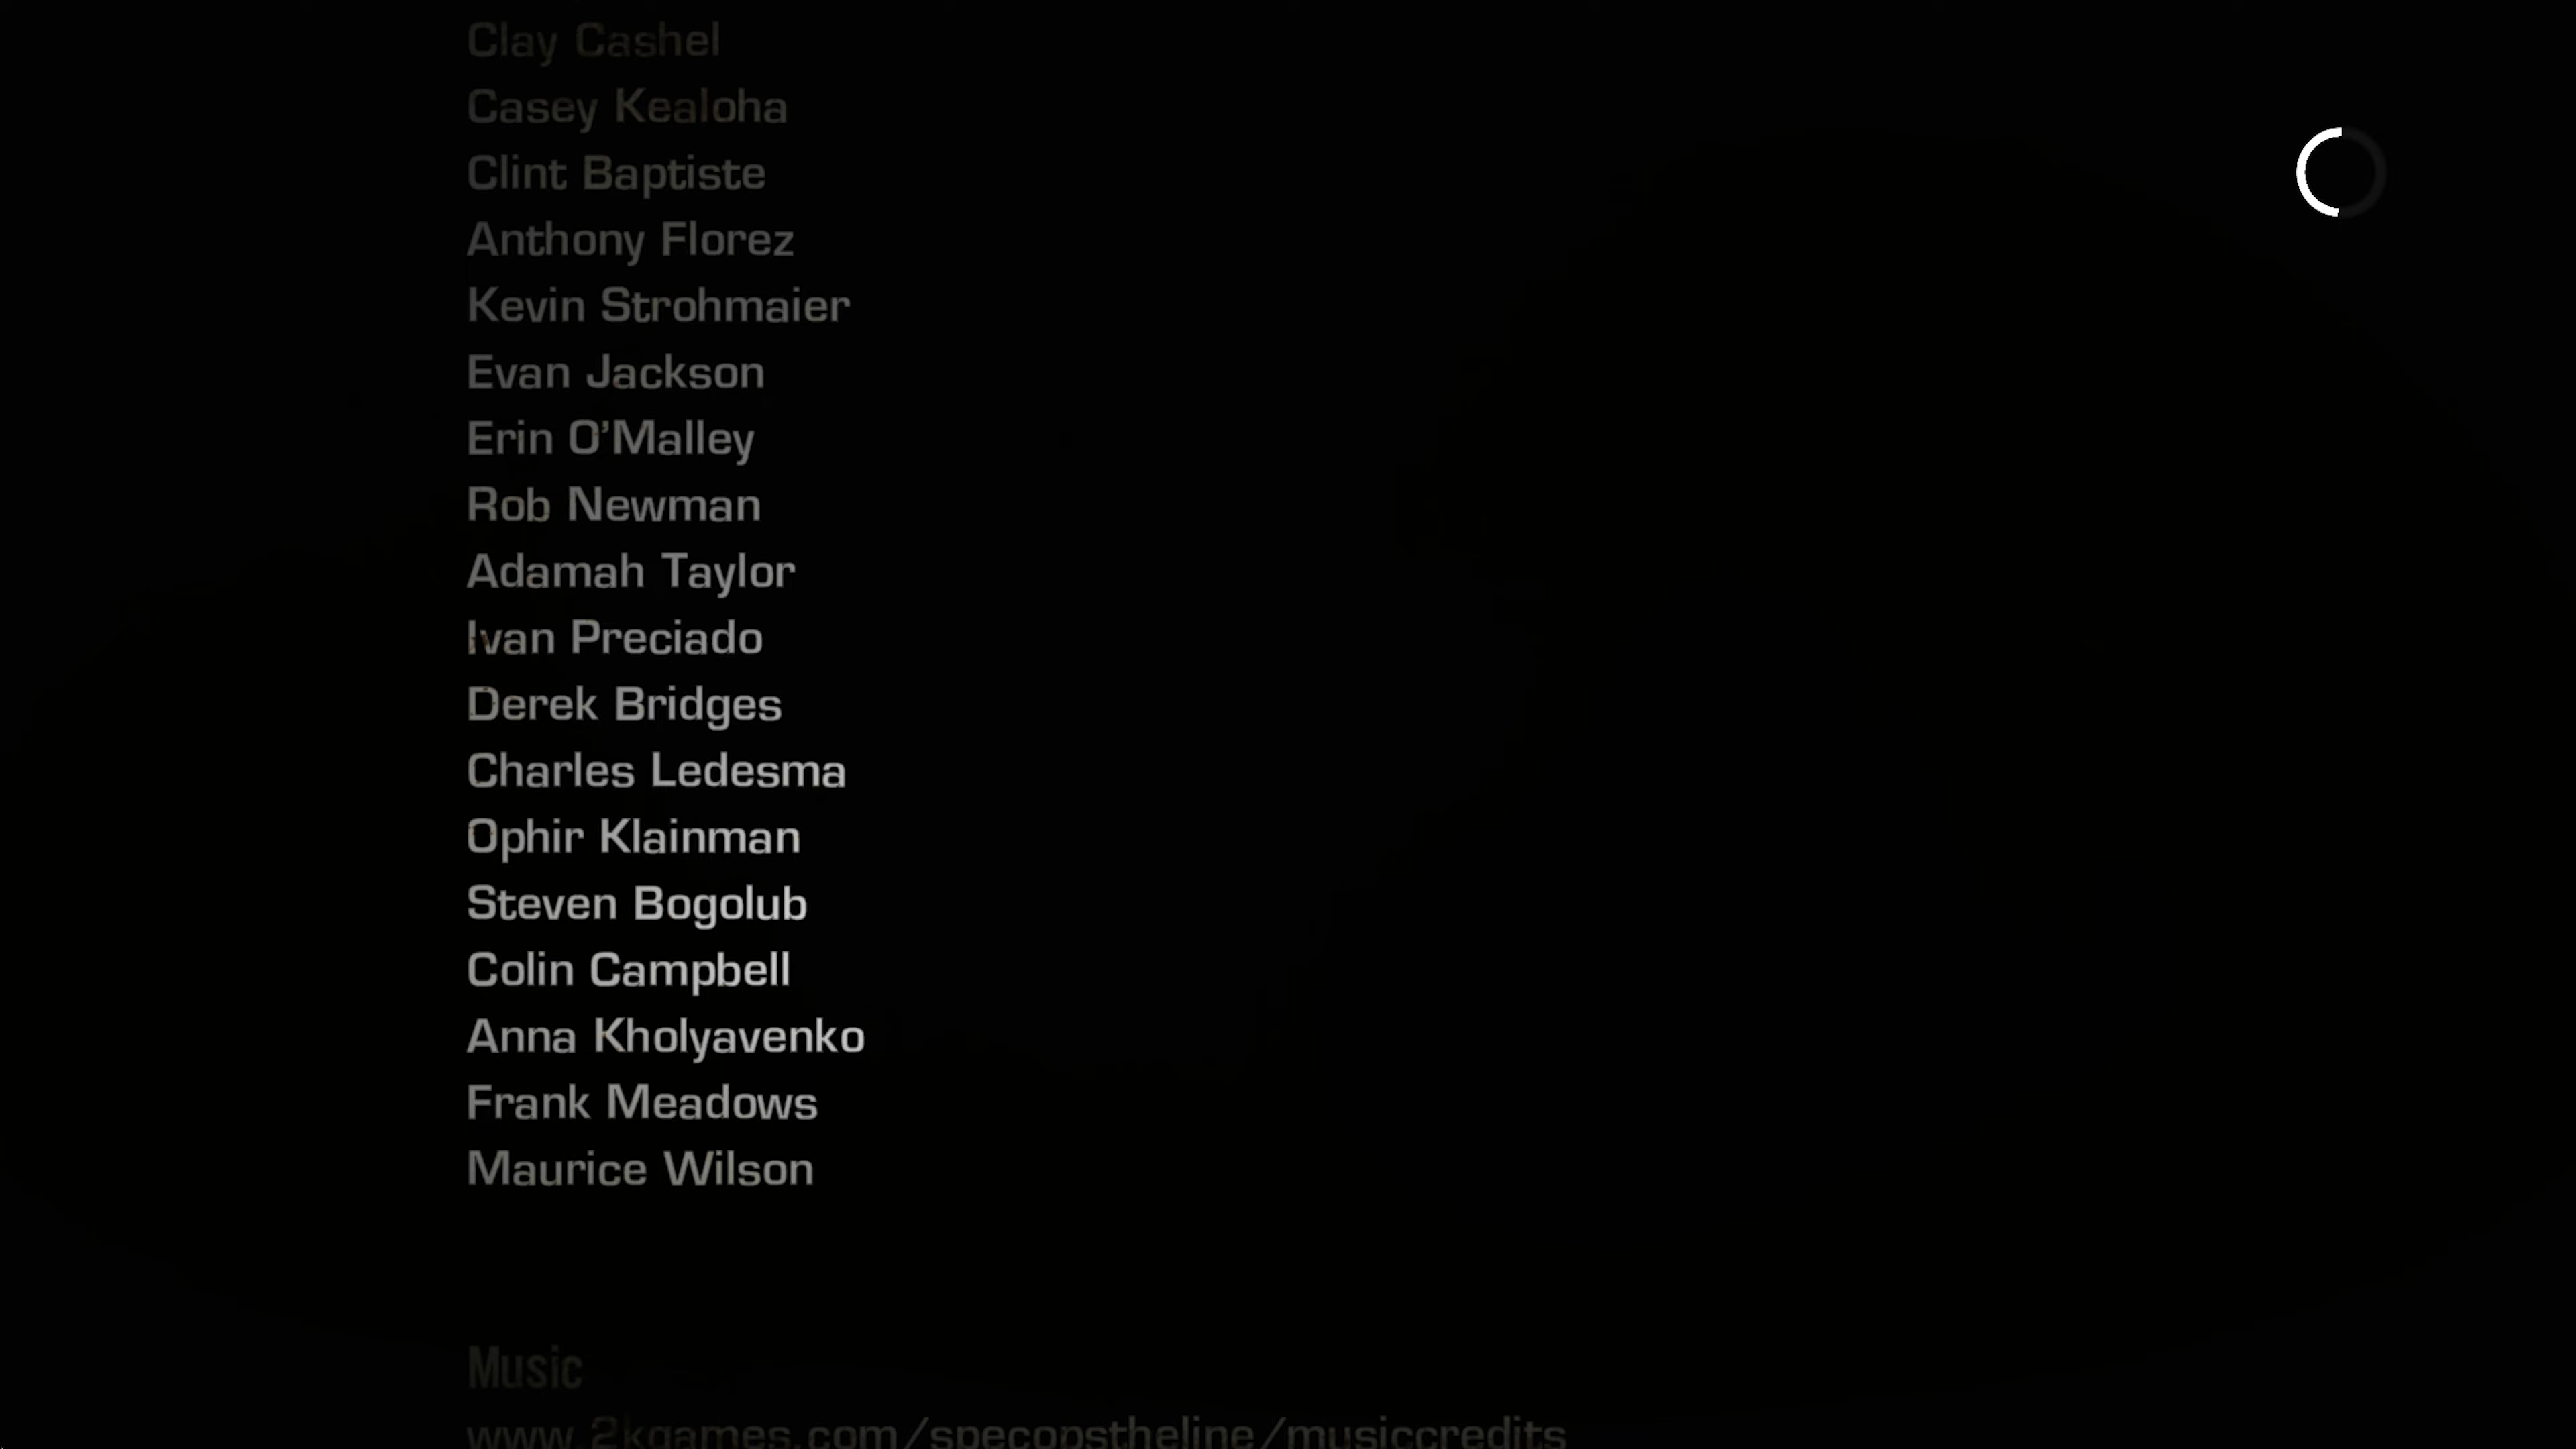 Clay Cashel
Casey Kealoha
Clint Baptiste
Anthony Florez
Kevin Strohmaier
Evan Jackson
Erin O’Malley
Rob Newman
Adamah Taylor
Ivan Preciado
Derek Bridges
Charles Ledesma
Ophir Klainman
Steven Bogolub
Colin Campbell
Anna Kholyavenko
Frank Meadows
Maurice Wilson
Music
www.2kgames.com/specopstheline/musiccredits